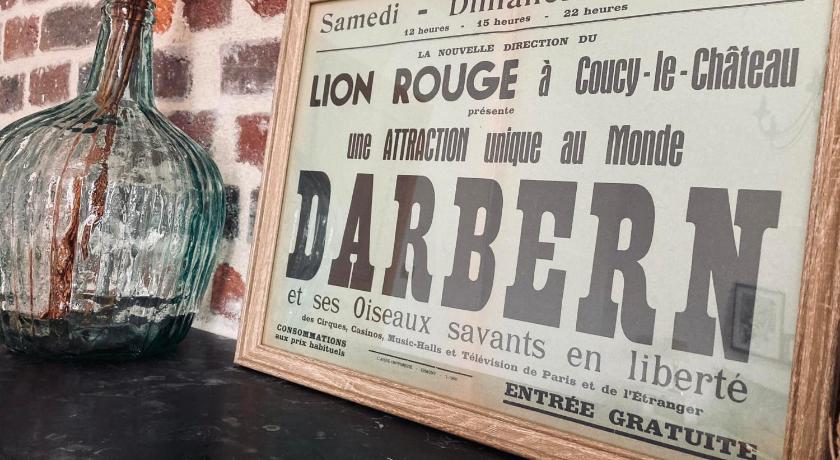 Samedi - Dimanche
12 heures - 15 heures - 22 heures
LA NOUVELLE DIRECTION DU
LION ROUGE à Coucy-le-Château
présente
une ATTRACTION unique au Monde
DARBERN
et ses Oiseaux savants en liberté
des Cirques, Casinos, Music-Halls et Télévision de Paris et de l'Etranger
CONSOMMATIONS
aux prix habituels
ENTRÉE GRATUITE